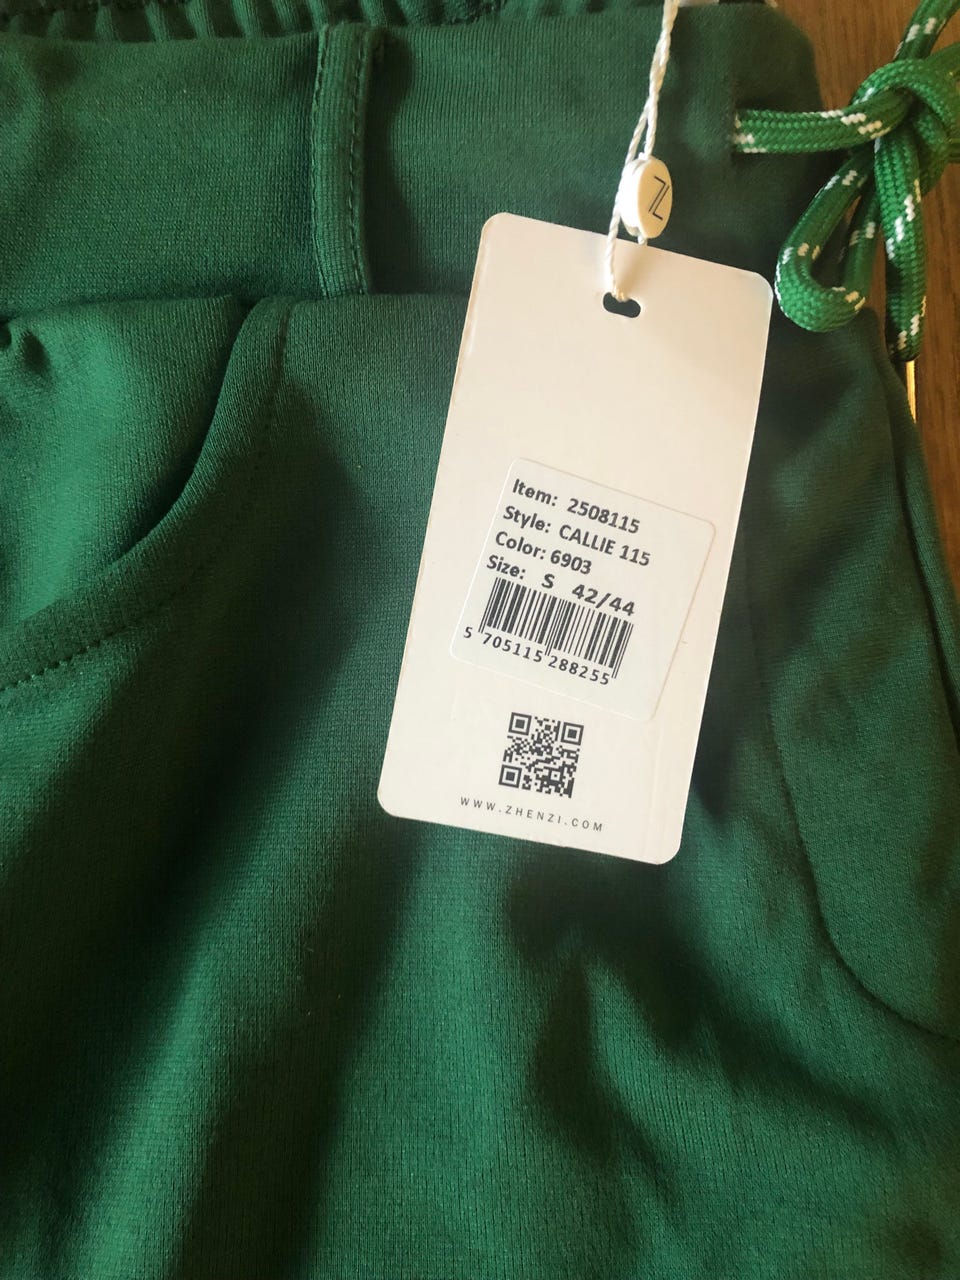 Item: 2508115
Style: CALLIE 115
Color: 6903
Size: S 42/44
5 705115 288255
WWW.ZHENZI.COM